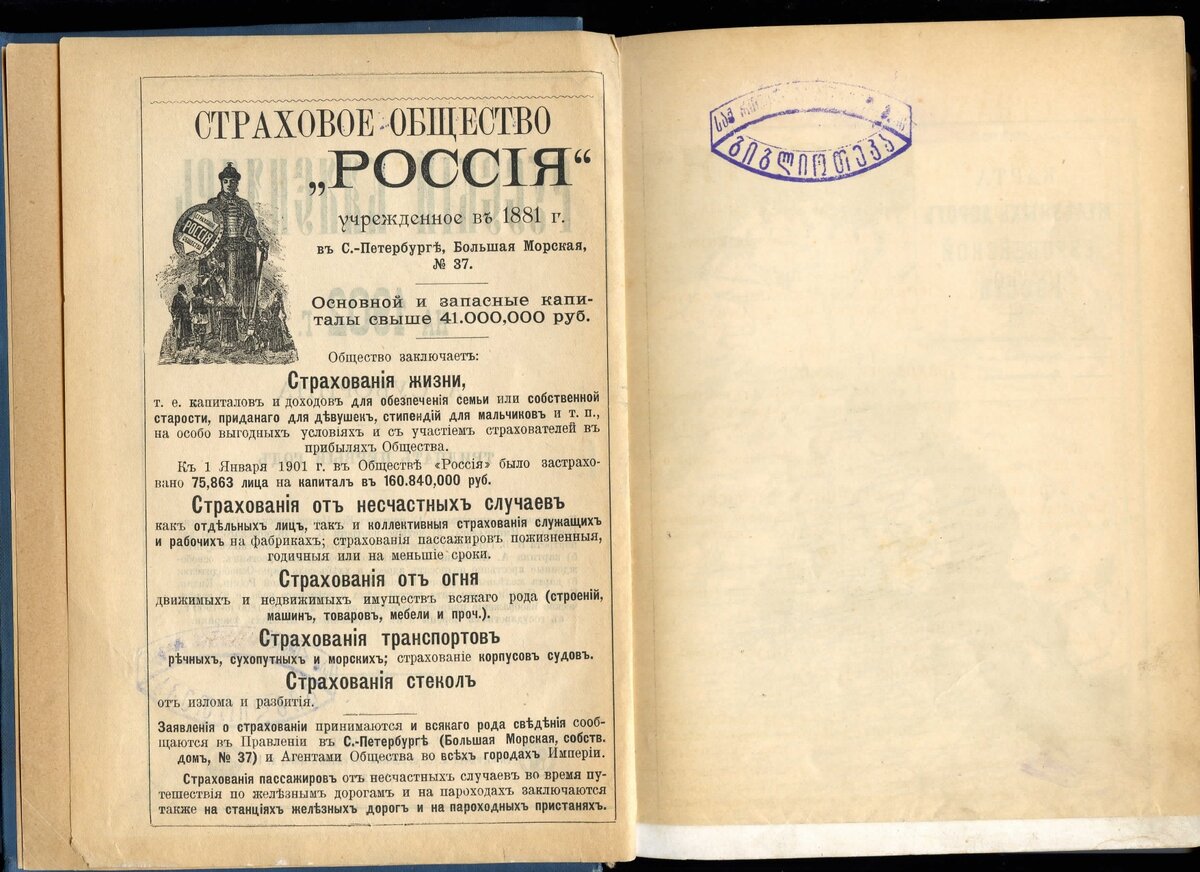 СТРАХОВОЕ ОБЩЕСТВО
„РОССІЯ“
учрежденное въ 1881 г.
въ С.-Петербургѣ, Большая Морская,
№ 37.
РОССІЯ
Основной и запасные капи-
талы свыше 41.000,000 руб.
Общество заключаетъ:
Страхованія жизни,
т. е. капиталовъ и доходовъ для обезпеченія семьи или собственной
старости, приданаго для дѣвушекъ, стипендій для мальчиковъ и т. п.,
на особо выгодныхъ условіяхъ и съ участіемъ страхователей въ
прибыляхъ Общества.
Къ 1 Января 1901 г. въ Обществѣ «Россія» было застрахо-
вано 75,863 лица на капиталъ въ 160.840,000 руб.
Страхованія отъ несчастныхъ случаевъ
какъ отдѣльныхъ лицъ, такъ и коллективныя страхованія служащихъ
и рабочихъ на фабрикахъ; страхованія пассажировъ пожизненныя,
годичныя или на меньшіе сроки.
Страхованія отъ огня
движимыхъ и недвижимыхъ имуществъ всякаго рода (строеній,
машинъ, товаровъ, мебели и проч.).
Страхованія транспортовъ
рѣчныхъ, сухопутныхъ и морскихъ; страхованіе корпусовъ судовъ.
Страхованія стеколъ
отъ излома и разбитія.
Заявленія о страхованіи принимаются и всякаго рода свѣдѣнія сооб-
щаются въ Правленіи въ С.-Петербургѣ (Большая Морская, собств.
домъ, № 37) и Агентами Общества во всѣхъ городахъ Имперіи.
Страхованія пассажировъ отъ несчастныхъ случаевъ во время пу-
тешествія по желѣзнымъ дорогамъ и на пароходахъ заключаются
также на станціяхъ желѣзныхъ дорогъ и на пароходныхъ пристаняхъ.
ბიბლიოთეკა